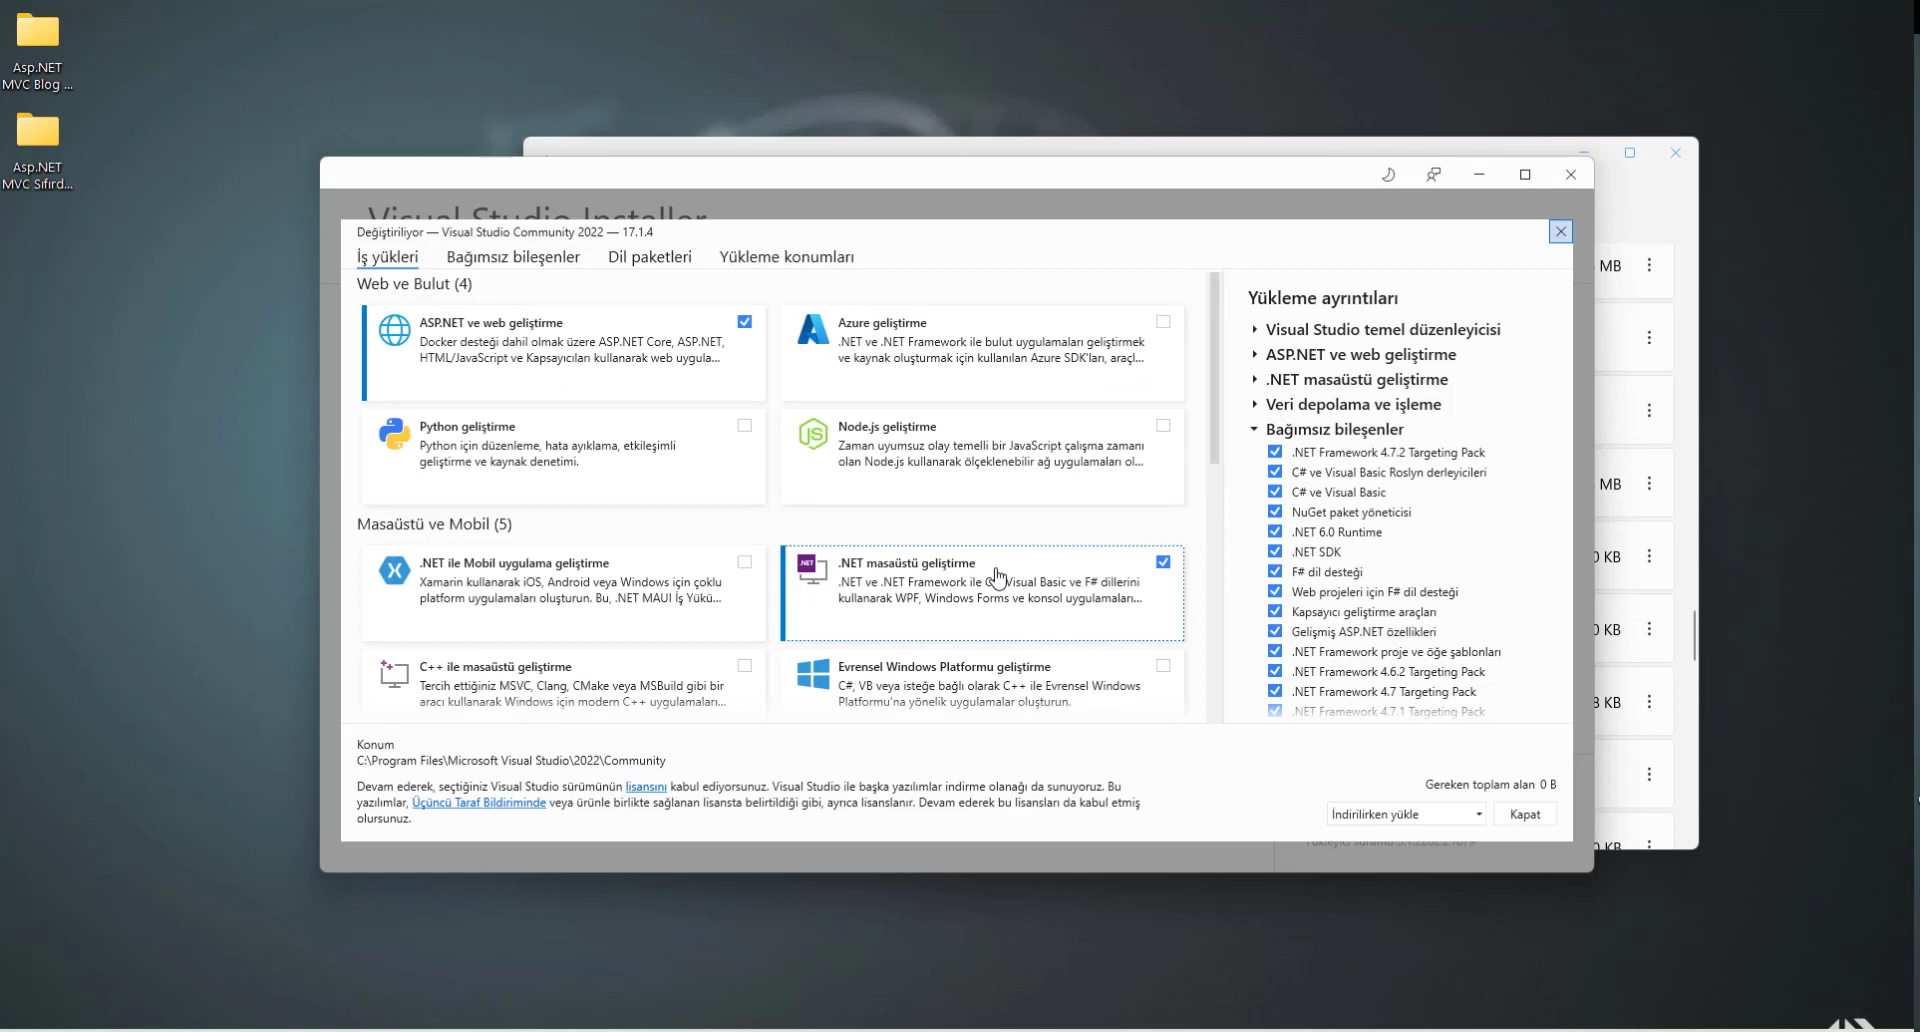 Asp.NET
MVC Blog ...
Asp.NET
MVC Sıfırd...
Visual Studio Installer
Değiştiriliyor — Visual Studio Community 2022 — 17.1.4
İş yükleri Bağımsız bileşenler Dil paketleri Yükleme konumları
Web ve Bulut (4)
ASP.NET ve web geliştirme
Docker desteği dahil olmak üzere ASP.NET Core, ASP.NET,
HTML/JavaScript ve Kapsayıcıları kullanarak web uygula...
Azure geliştirme
.NET ve .NET Framework ile bulut uygulamaları geliştirmek
ve kaynak oluşturmak için kullanılan Azure SDK'ları, araçl...
Python geliştirme
Python için düzenleme, hata ayıklama, etkileşimli
geliştirme ve kaynak denetimi.
Node.js geliştirme
Zaman uyumsuz olay temelli bir JavaScript çalışma zamanı
olan Node.js kullanarak ölçeklenebilir ağ uygulamaları ol...
Masaüstü ve Mobil (5)
.NET ile Mobil uygulama geliştirme
Xamarin kullanarak iOS, Android veya Windows için çoklu
platform uygulamaları oluşturun. Bu, .NET MAUI İş Yükü...
.NET masaüstü geliştirme
.NET ve .NET Framework ile Visual Basic ve F# dillerini
kullanarak WPF, Windows Forms ve konsol uygulamaları...
C++ ile masaüstü geliştirme
Tercih ettiğiniz MSVC, Clang, CMake veya MSBuild gibi bir
aracı kullanarak Windows için modern C++ uygulamaları...
Evrensel Windows Platformu geliştirme
C#, VB veya isteğe bağlı olarak C++ ile Evrensel Windows
Platformu'na yönelik uygulamalar oluşturun.
Yükleme ayrıntıları
Visual Studio temel düzenleyicisi
ASP.NET ve web geliştirme
.NET masaüstü geliştirme
Veri depolama ve işleme
Bağımsız bileşenler
.NET Framework 4.7.2 Targeting Pack
C# ve Visual Basic Roslyn derleyicileri
C# ve Visual Basic
NuGet paket yöneticisi
.NET 6.0 Runtime
.NET SDK
F# dil desteği
Web projeleri için F# dil desteği
Kapsayıcı geliştirme araçları
Gelişmiş ASP.NET özellikleri
.NET Framework proje ve öğe şablonları
.NET Framework 4.6.2 Targeting Pack
.NET Framework 4.7 Targeting Pack
.NET Framework 4.7.1 Targeting Pack
Konum
C:\Program Files\Microsoft Visual Studio\2022\Community
Devam ederek, seçtiğiniz Visual Studio sürümünün lisansını kabul ediyorsunuz. Visual Studio ile başka yazılımlar indirme olanağı da sunuyoruz. Bu
yazılımlar, Üçüncü Taraf Bildiriminde veya ürünle birlikte sağlanan lisansta belirtildiği gibi, ayrıca lisanslanır. Devam ederek bu lisansları da kabul etmiş
olursunuz.
Gereken toplam alan 0 B
İndirilirken yükle
Kapat
MB
MB
0 KB
0 KB
8 KB
0 KB